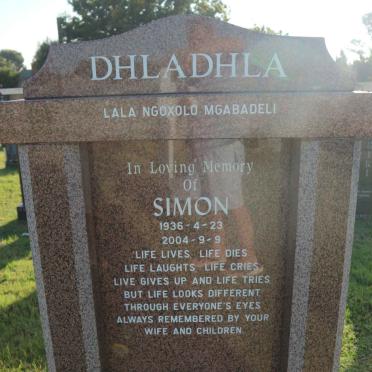 DHLADHLA
LALA NGOXOLO MGABADELI
In Loving Memory
Of
SIMON
1936-4-23
2004-9-9
LIFE LIVES LIFE DIES
LIFE LAUGHTS LIFE CRIES
LIVE GIVES UP AND LIFE TRIES
BUT LIFE LOOKS DIFFERENT
THROUGH EVERYONE'S EYES
ALWAYS REMEMBERED BY YOUR
WIFE AND CHILDREN